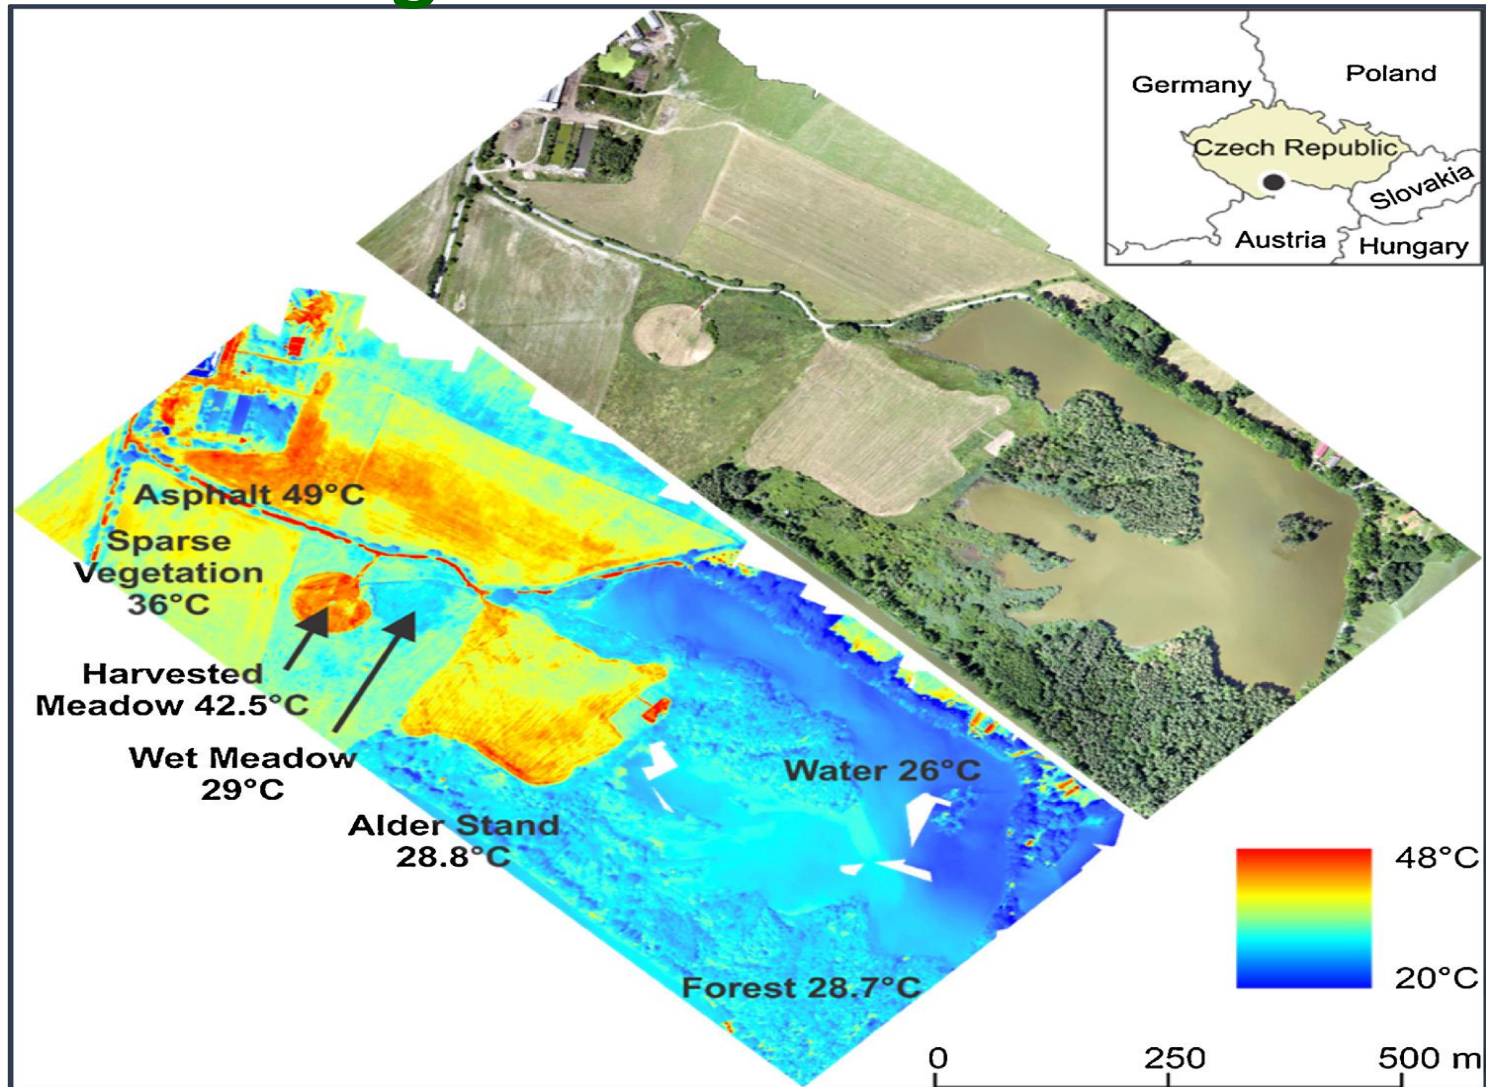 g
Germany
Poland
Czech Republic
Slovakia
Austria
Hungary
Asphalt 49°C
Sparse
Vegetation
36°C
Harvested
Meadow 42.5°C
Wet Meadow
29°C
Alder Stand
28.8°C
Water 26°C
Forest 28.7°C
48°C
20°C
0 250 500 m